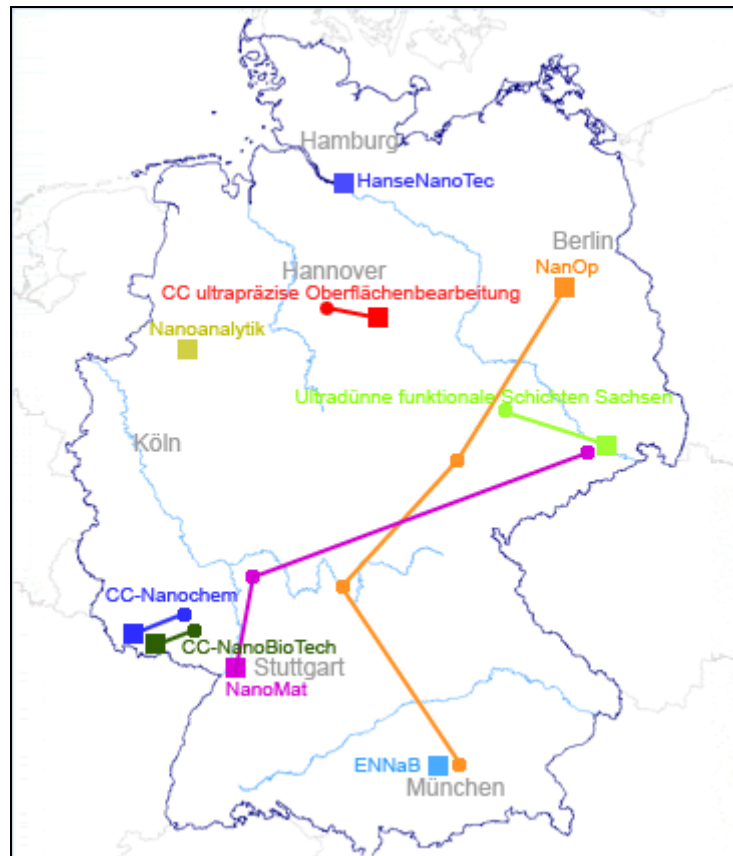 Hamburg
HanseNanoTec
Berlin
Hannover
NanOp
CC ultrapräzise Oberflächenbearbeitung
Nanoanalytik
Ultradünne funktionale Schichten Sachsen
Köln
CC-Nanochem
CC-NanoBioTech
Stuttgart
NanoMat
ENNaB
München